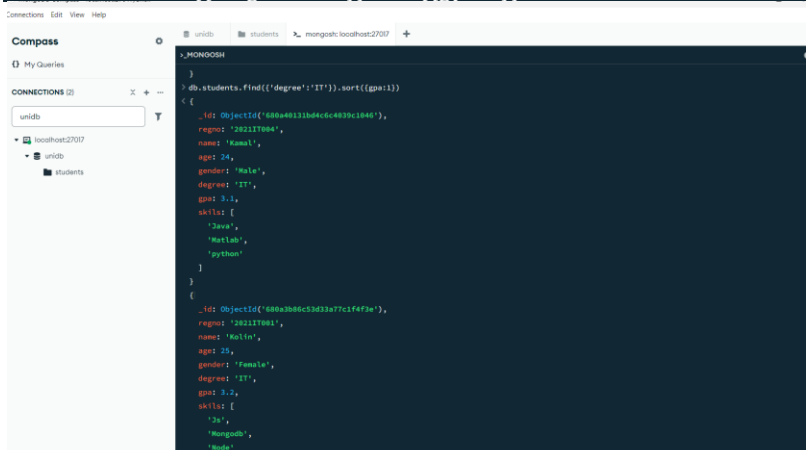 Connections Edit View Help
Compass
My Queries
CONNECTIONS (2)
unidb
localhost:27017
unidb
students
unidb
students
>_ mongosh: localhost:27017
+
>_MONGOSH
}
> db.students.find({'degree':'IT'}).sort({gpa:1})
< {
_id: ObjectId('680a40131bd4c6c4839c1046'),
regno: '2021IT004',
name: 'Kamal',
age: 24,
gender: 'Male',
degree: 'IT',
gpa: 3.1,
skils: [
'Java',
'Matlab',
'python'
]
}
{
_id: ObjectId('680a3b86c53d33a77c1f4f3e'),
regno: '2021IT001',
name: 'Kolin',
age: 25,
gender: 'Female',
degree: 'IT',
gpa: 3.2,
skils: [
'Js',
'Mongodb',
'Node'